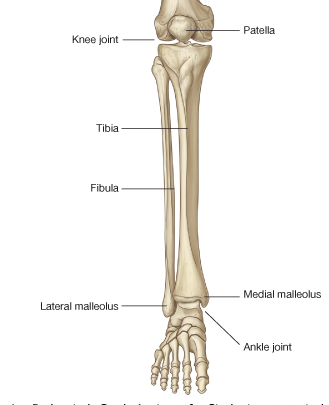 Patella
Knee joint
Tibia
Fibula
Medial malleolus
Lateral malleolus
Ankle joint